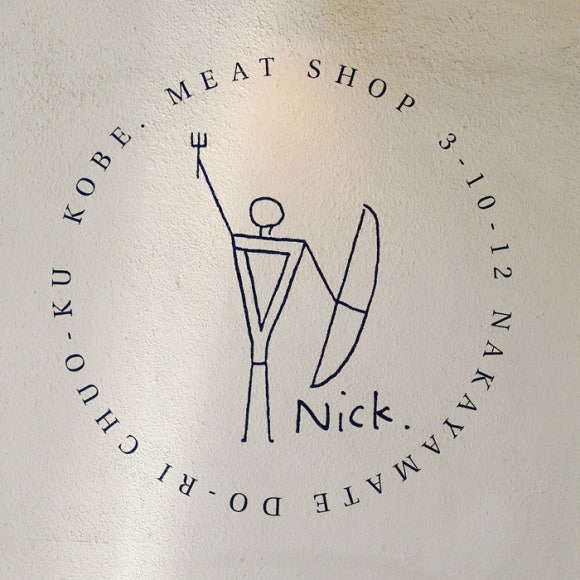 MEAT SHOP 3-10-12 NAKAYAMATE DO-RI CHUO-KU KOBE.
Nick.